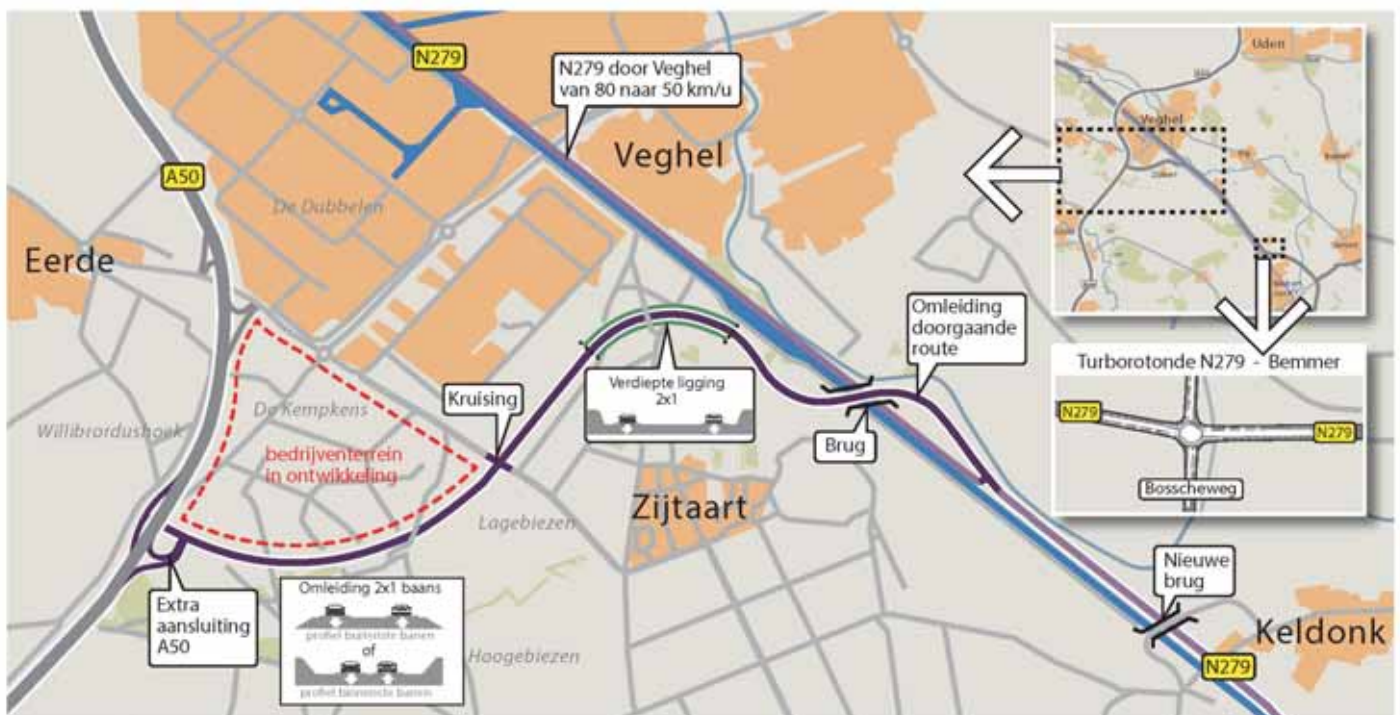 N279
N279 door Veghel
van 80 naar 50 km/u
Uden
Veghel
Veghel
A50
De Dubbelen
Eerde
Omleiding
doorgaande
route
Turborotonde N279 - Bemmer
N279
N279
Bosscheweg
Verdiepte ligging
2x1
Kruising
De Kempkens
Willibrordushoek
bedrijventerrein
in ontwikkeling
Brug
Zijtaart
Lagebiezen
Nieuwe
brug
Extra
aansluiting
A50
Omleiding 2x1 baans
profiel buitenste banen
of
profiel binnenste banen
Hoogebiezen
Keldonk
N279